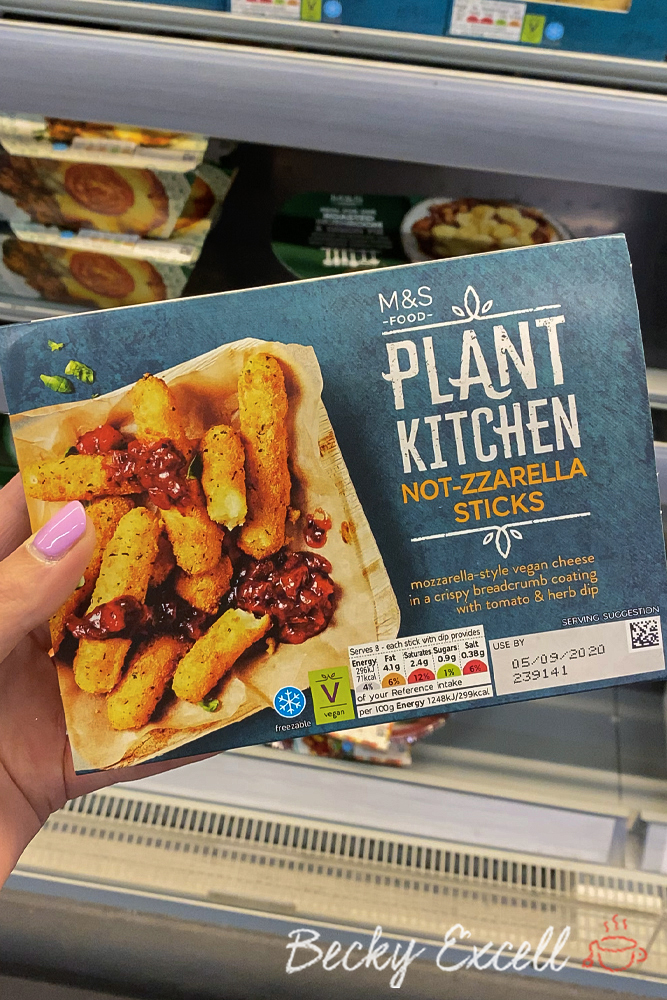 M&S
-FOOD-
PLANT
KITCHEN
NOT-ZZARELLA
STICKS
mozzarella-style vegan cheese
in a crispy breadcrumb coating
with tomato & herb dip
SERVING SUGGESTION
Serves 8 - each stick with dip provides
Energy Fat Saturates Sugars Salt
296KJ 4.1g 2.4g 0.9g 0.38g
71kcal
4% 6% 12% 1% 6%
of your Reference Intake
per 100g Energy 1248KJ/299kcal
USE BY
05/09/2020
239141
freezable
V
vegan
M&S
ROASTED
Becky Excell